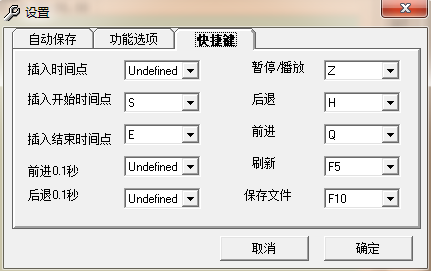 设置
自动保存 功能选项 快捷键
插入时间点 Undefined 暂停/播放 Z
插入开始时间点 S 后退 H
插入结束时间点 E 前进 Q
前进0.1秒 Undefined 刷新 F5
后退0.1秒 Undefined 保存文件 F10
取消 确定